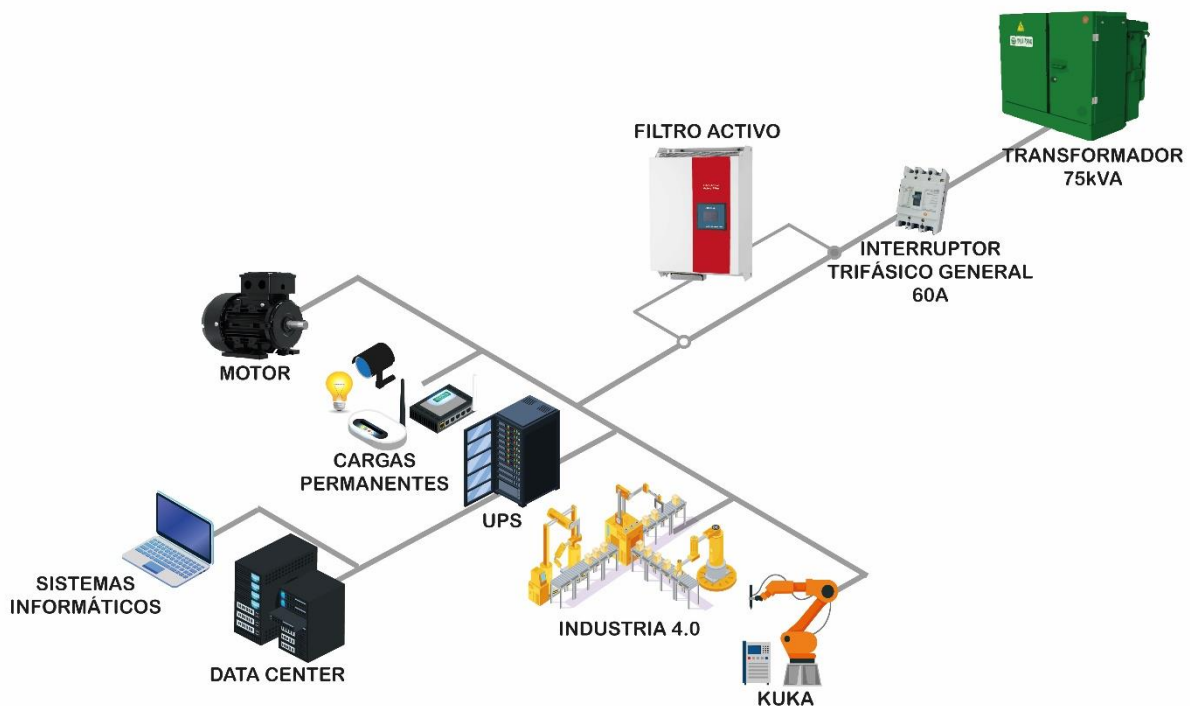 FILTRO ACTIVO
TRANSFORMADOR
75kVA
INTERRUPTOR
TRIFÁSICO GENERAL
60A
MOTOR
CARGAS
PERMANENTES
UPS
SISTEMAS
INFORMÁTICOS
DATA CENTER
INDUSTRIA 4.0
KUKA